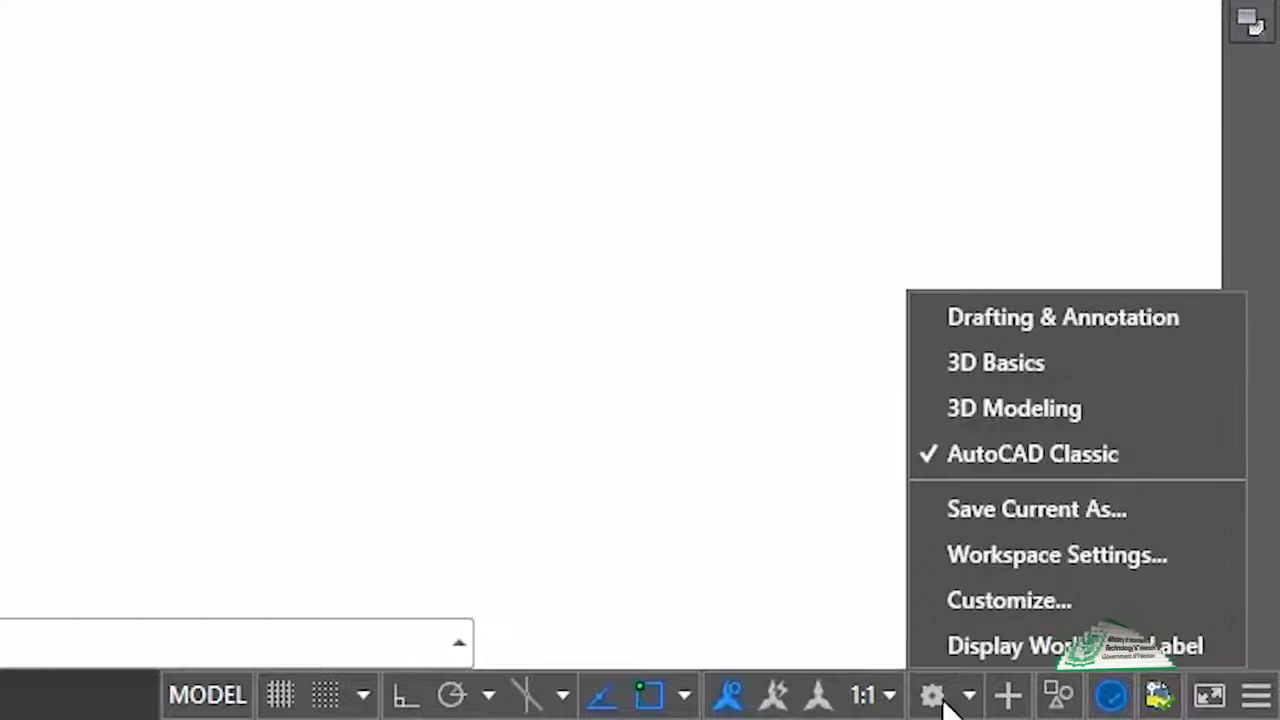 Drafting & Annotation
3D Basics
3D Modeling
AutoCAD Classic
Save Current As...
Workspace Settings...
Customize...
Display Wor abel
MODEL
1:1